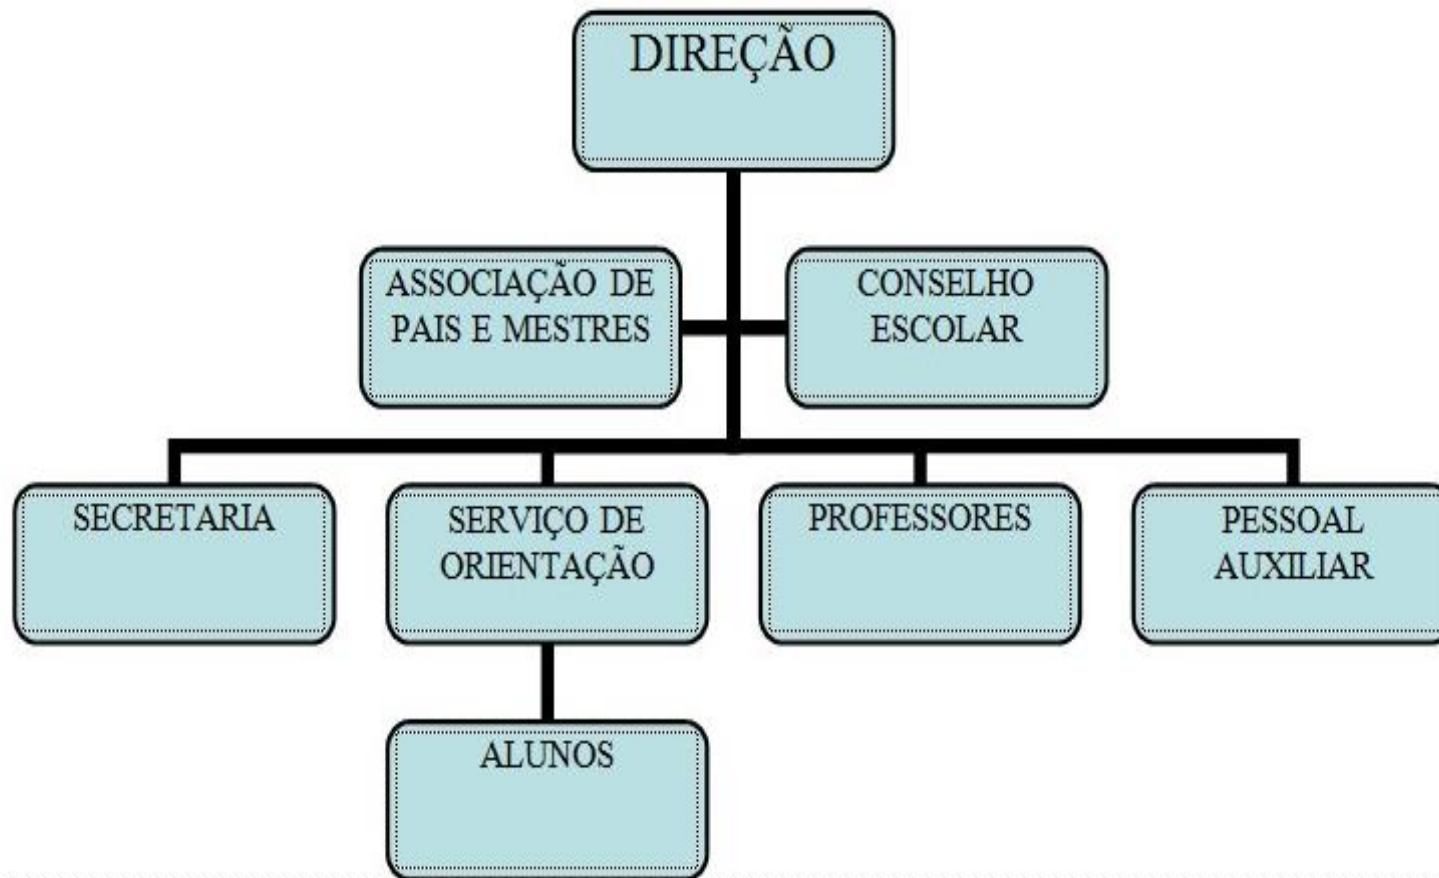 DIREÇÃO
ASSOCIAÇÃO DE
PAIS E MESTRES
CONSELHO
ESCOLAR
SECRETARIA
SERVIÇO DE
ORIENTAÇÃO
PROFESSORES
PESSOAL
AUXILIAR
ALUNOS